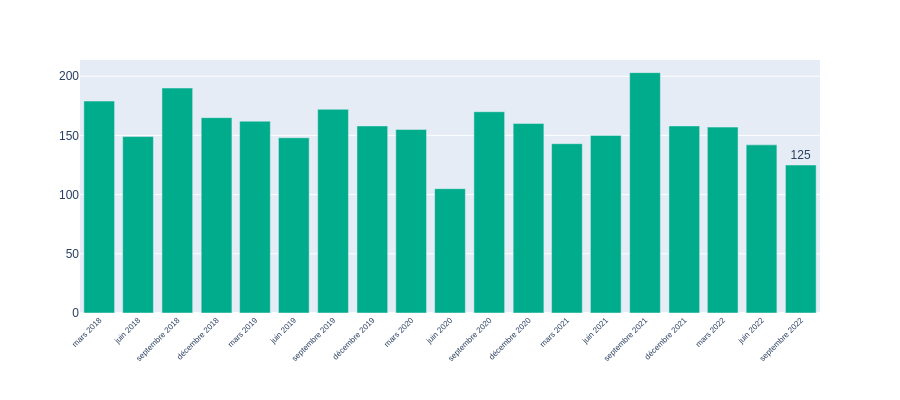 200
150
100
50
0
125
mars 2018
juin 2018
septembre 2018
décembre 2018
mars 2019
juin 2019
septembre 2019
décembre 2019
mars 2020
juin 2020
septembre 2020
décembre 2020
mars 2021
juin 2021
septembre 2021
décembre 2021
mars 2022
juin 2022
septembre 2022